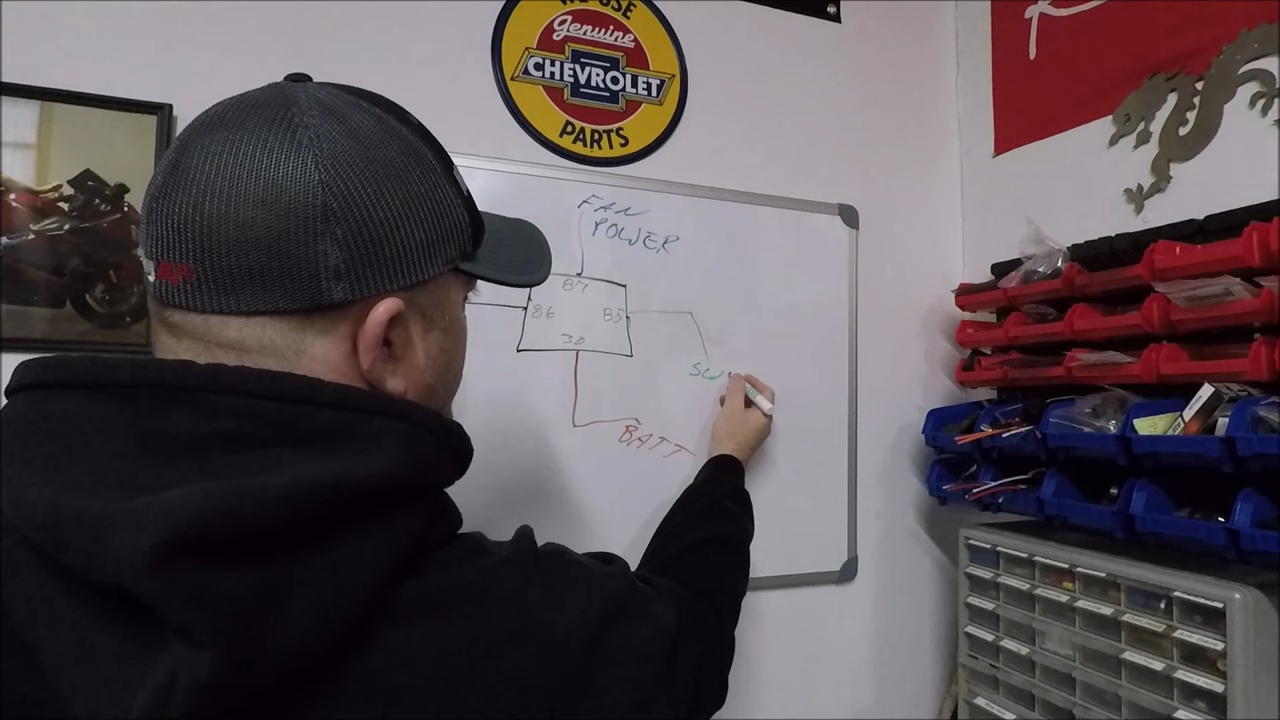 WE USE
Genuine
CHEVROLET
PARTS
FAN
POWER
87
86
85
30
BATT